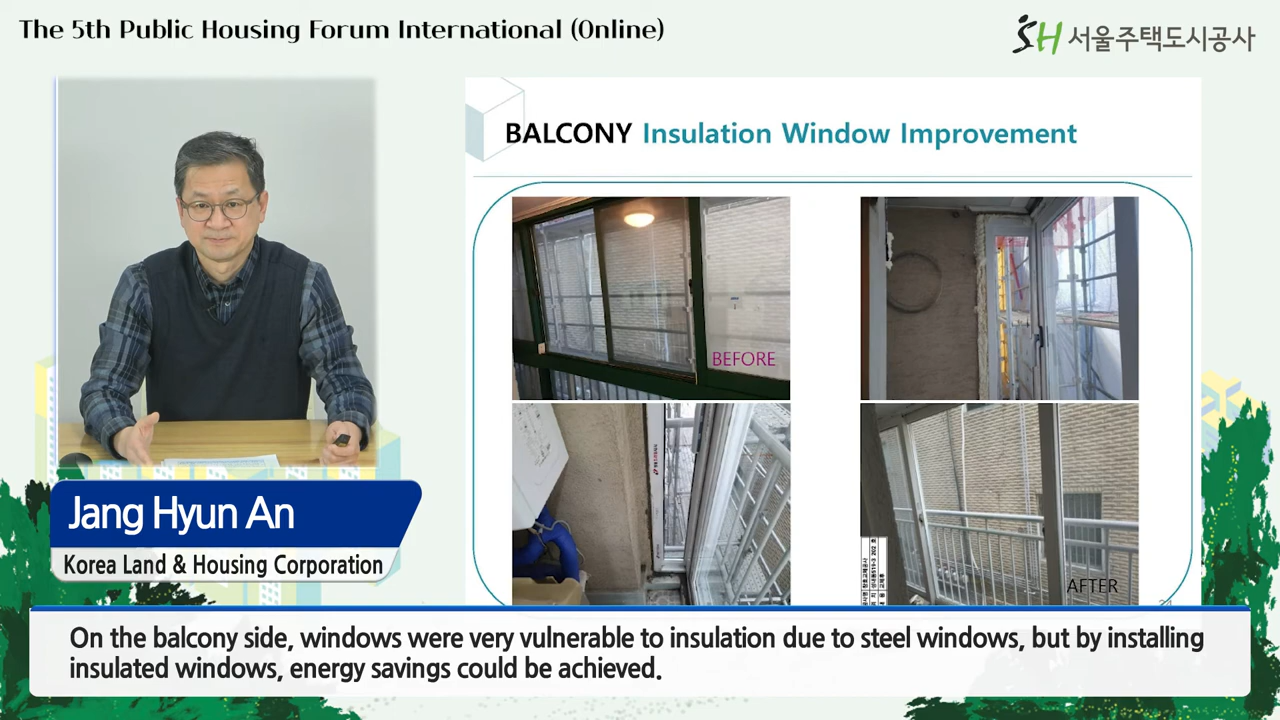 The 5th Public Housing Forum International (Online)
SH 서울주택도시공사
BALCONY Insulation Window Improvement
BEFORE
AFTER
Jang Hyun An
Korea Land & Housing Corporation
On the balcony side, windows were very vulnerable to insulation due to steel windows, but by installing
insulated windows, energy savings could be achieved.